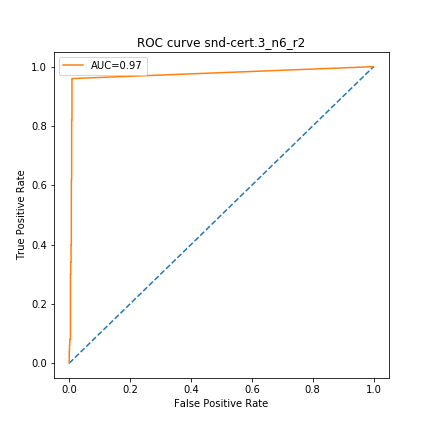 ROC curve snd-cert.3_n6_r2
AUC=0.97
True Positive Rate
1.0
0.8
0.6
0.4
0.2
0.0
0.0 0.2 0.4 0.6 0.8 1.0
False Positive Rate